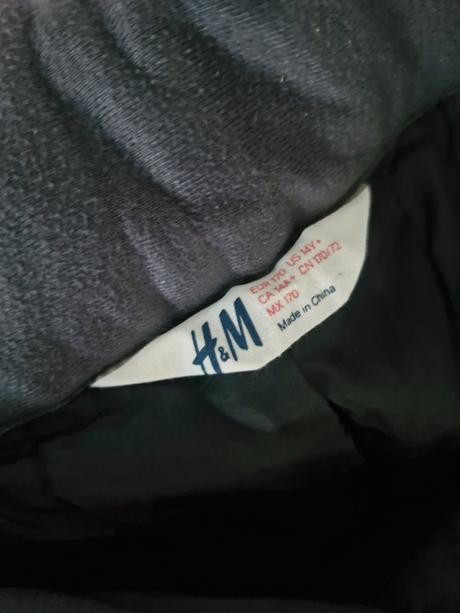 H&M
EUR 170 US 14Y+
CA 14A+ CN 170/72
MX 170
Made in China